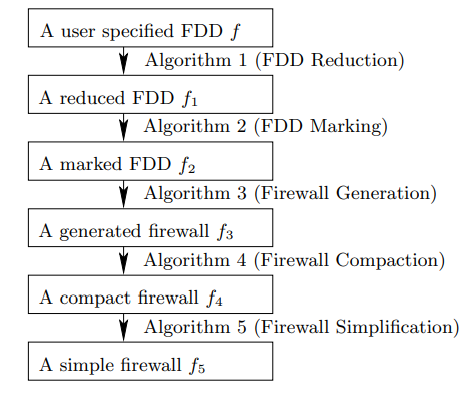 A user specified FDD f
Algorithm 1 (FDD Reduction)
A reduced FDD f₁
Algorithm 2 (FDD Marking)
A marked FDD f₂
Algorithm 3 (Firewall Generation)
A generated firewall f₃
Algorithm 4 (Firewall Compaction)
A compact firewall f₄
Algorithm 5 (Firewall Simplification)
A simple firewall f₅